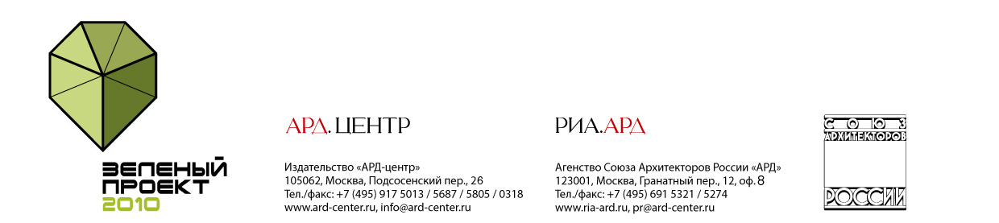 ЗЕЛЕНЫЙ
ПРОЕКТ
2010
АРД.ЦЕНТР
Издательство «АРД-центр»
105062, Москва, Подсосенский пер., 26
Тел./факс: +7 (495) 917 5013 / 5687 / 5805 / 0318
www.ard-center.ru, info@ard-center.ru
РИА.АРД
Агенство Союза Архитекторов России «АРД»
123001, Москва, Гранатный пер., 12, оф. 8
Тел./факс: +7 (495) 691 5321 / 5274
www.ria-ard.ru, pr@ard-center.ru
СОЮЗ
АРХИТЕКТОРОВ
РОССИИ